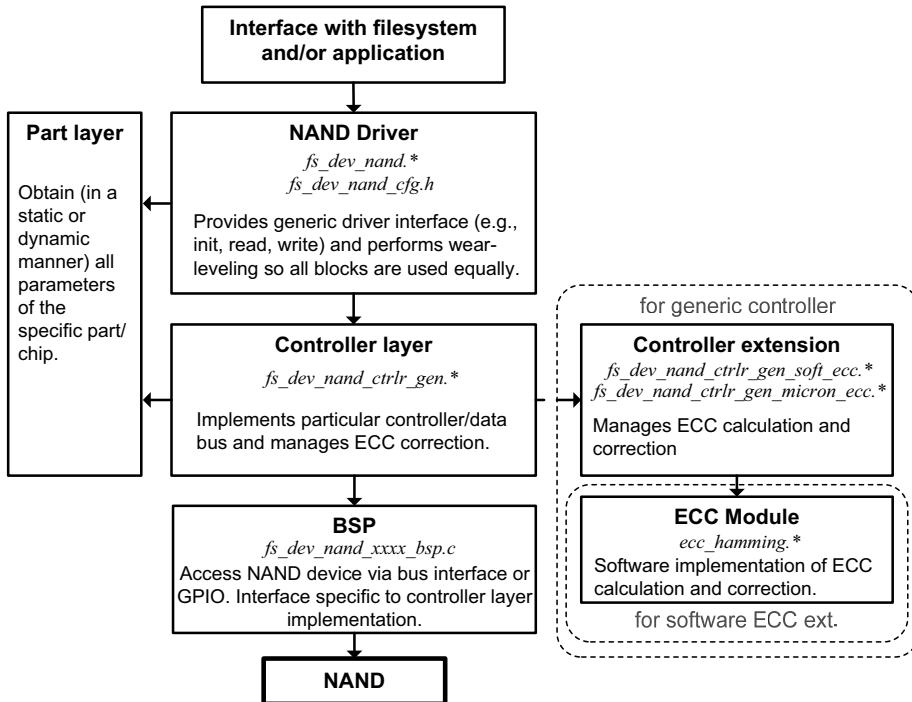 Interface with filesystem
and/or application
Part layer
Obtain (in a
static or
dynamic
manner) all
parameters
of the
specific part/
chip.
NAND Driver
fs_dev_nand.*
fs_dev_nand_cfg.h
Provides generic driver interface (e.g.,
init, read, write) and performs wear-
leveling so all blocks are used equally.
Controller layer
fs_dev_nand_ctrlr_gen.*
Implements particular controller/data
bus and manages ECC correction.
for generic controller
Controller extension
fs_dev_nand_ctrlr_gen_soft_ecc.*
fs_dev_nand_ctrlr_gen_micron_ecc.*
Manages ECC calculation and
correction
ECC Module
ecc_hamming.*
Software implementation of ECC
calculation and correction.
for software ECC ext.
BSP
fs_dev_nand_xxxx_bsp.c
Access NAND device via bus interface or
GPIO. Interface specific to controller layer
implementation.
NAND